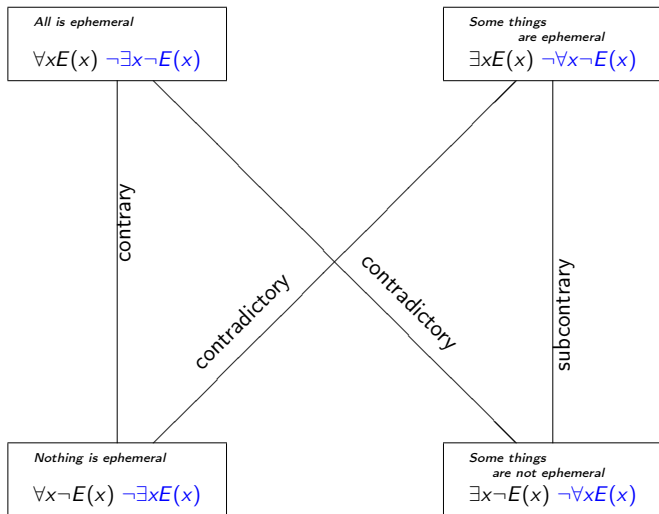 All is ephemeral
∀xE(x) ¬∃x¬E(x)
Some things
are ephemeral
∃xE(x) ¬∀x¬E(x)
contrary
contradictory
contradictory
subcontrary
Nothing is ephemeral
∀x¬E(x) ¬∃xE(x)
Some things
are not ephemeral
∃x¬E(x) ¬∀xE(x)